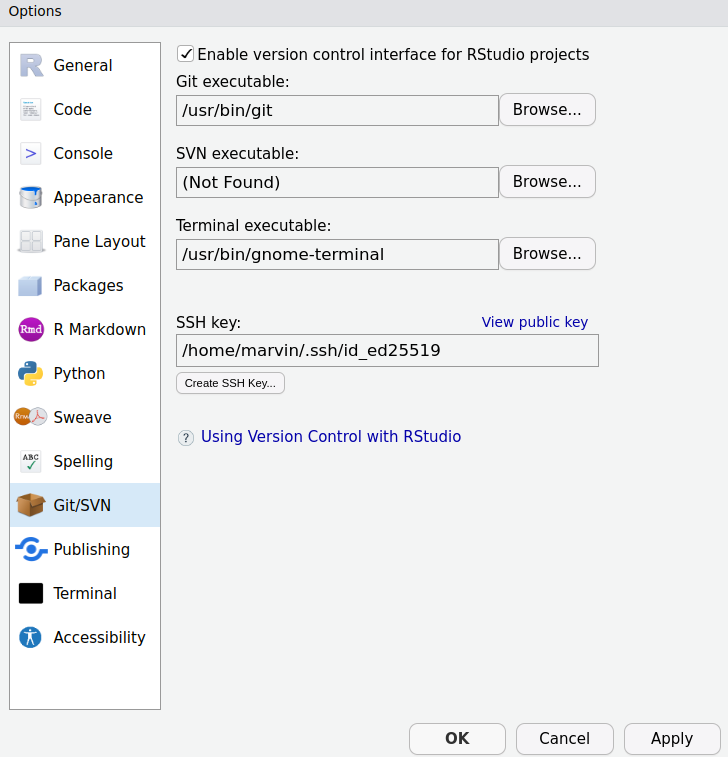 Options
General
Code
Console
Appearance
Pane Layout
Packages
Rmd R Markdown
Python
Rnw Sweave
ABC Spelling
Git/SVN
Publishing
Terminal
Accessibility
Enable version control interface for RStudio projects
Git executable:
/usr/bin/git Browse...
SVN executable:
(Not Found) Browse...
Terminal executable:
/usr/bin/gnome-terminal Browse...
SSH key: View public key
/home/marvin/.ssh/id_ed25519
Create SSH Key...
? Using Version Control with RStudio
OK Cancel Apply